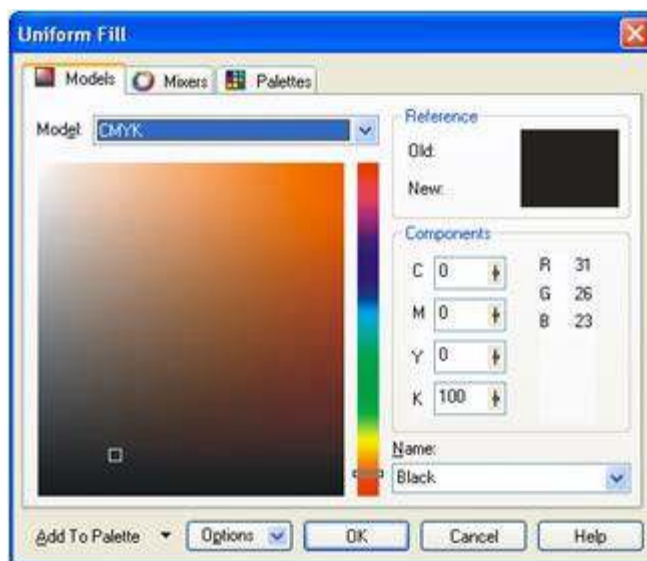 Uniform Fill
Models Mixers Palettes
Model: CMYK
Reference
Old:
New:
Components
C 0 R 31
M 0 G 26
Y 0 B 23
K 100
Name:
Black
Add To Palette Options OK Cancel Help